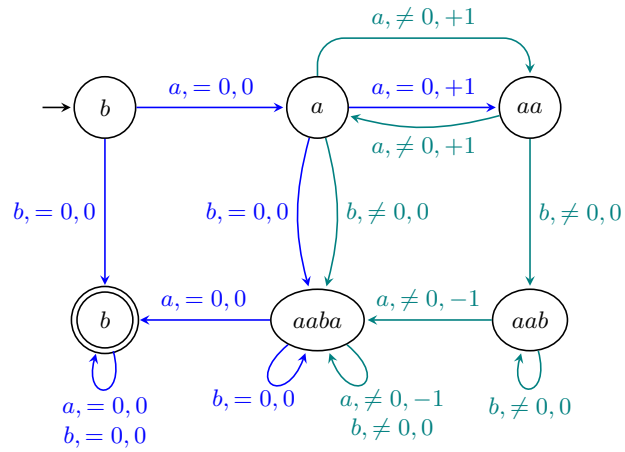 a, ≠ 0, +1
a, = 0, 0
a, = 0, +1
b
a
aa
a, ≠ 0, +1
b, = 0, 0
b, = 0, 0
b, ≠ 0, 0
b, ≠ 0, 0
a, = 0, 0
a, ≠ 0, −1
b
aaba
aab
a, = 0, 0
b, = 0, 0
b, = 0, 0
a, ≠ 0, −1
b, ≠ 0, 0
b, ≠ 0, 0